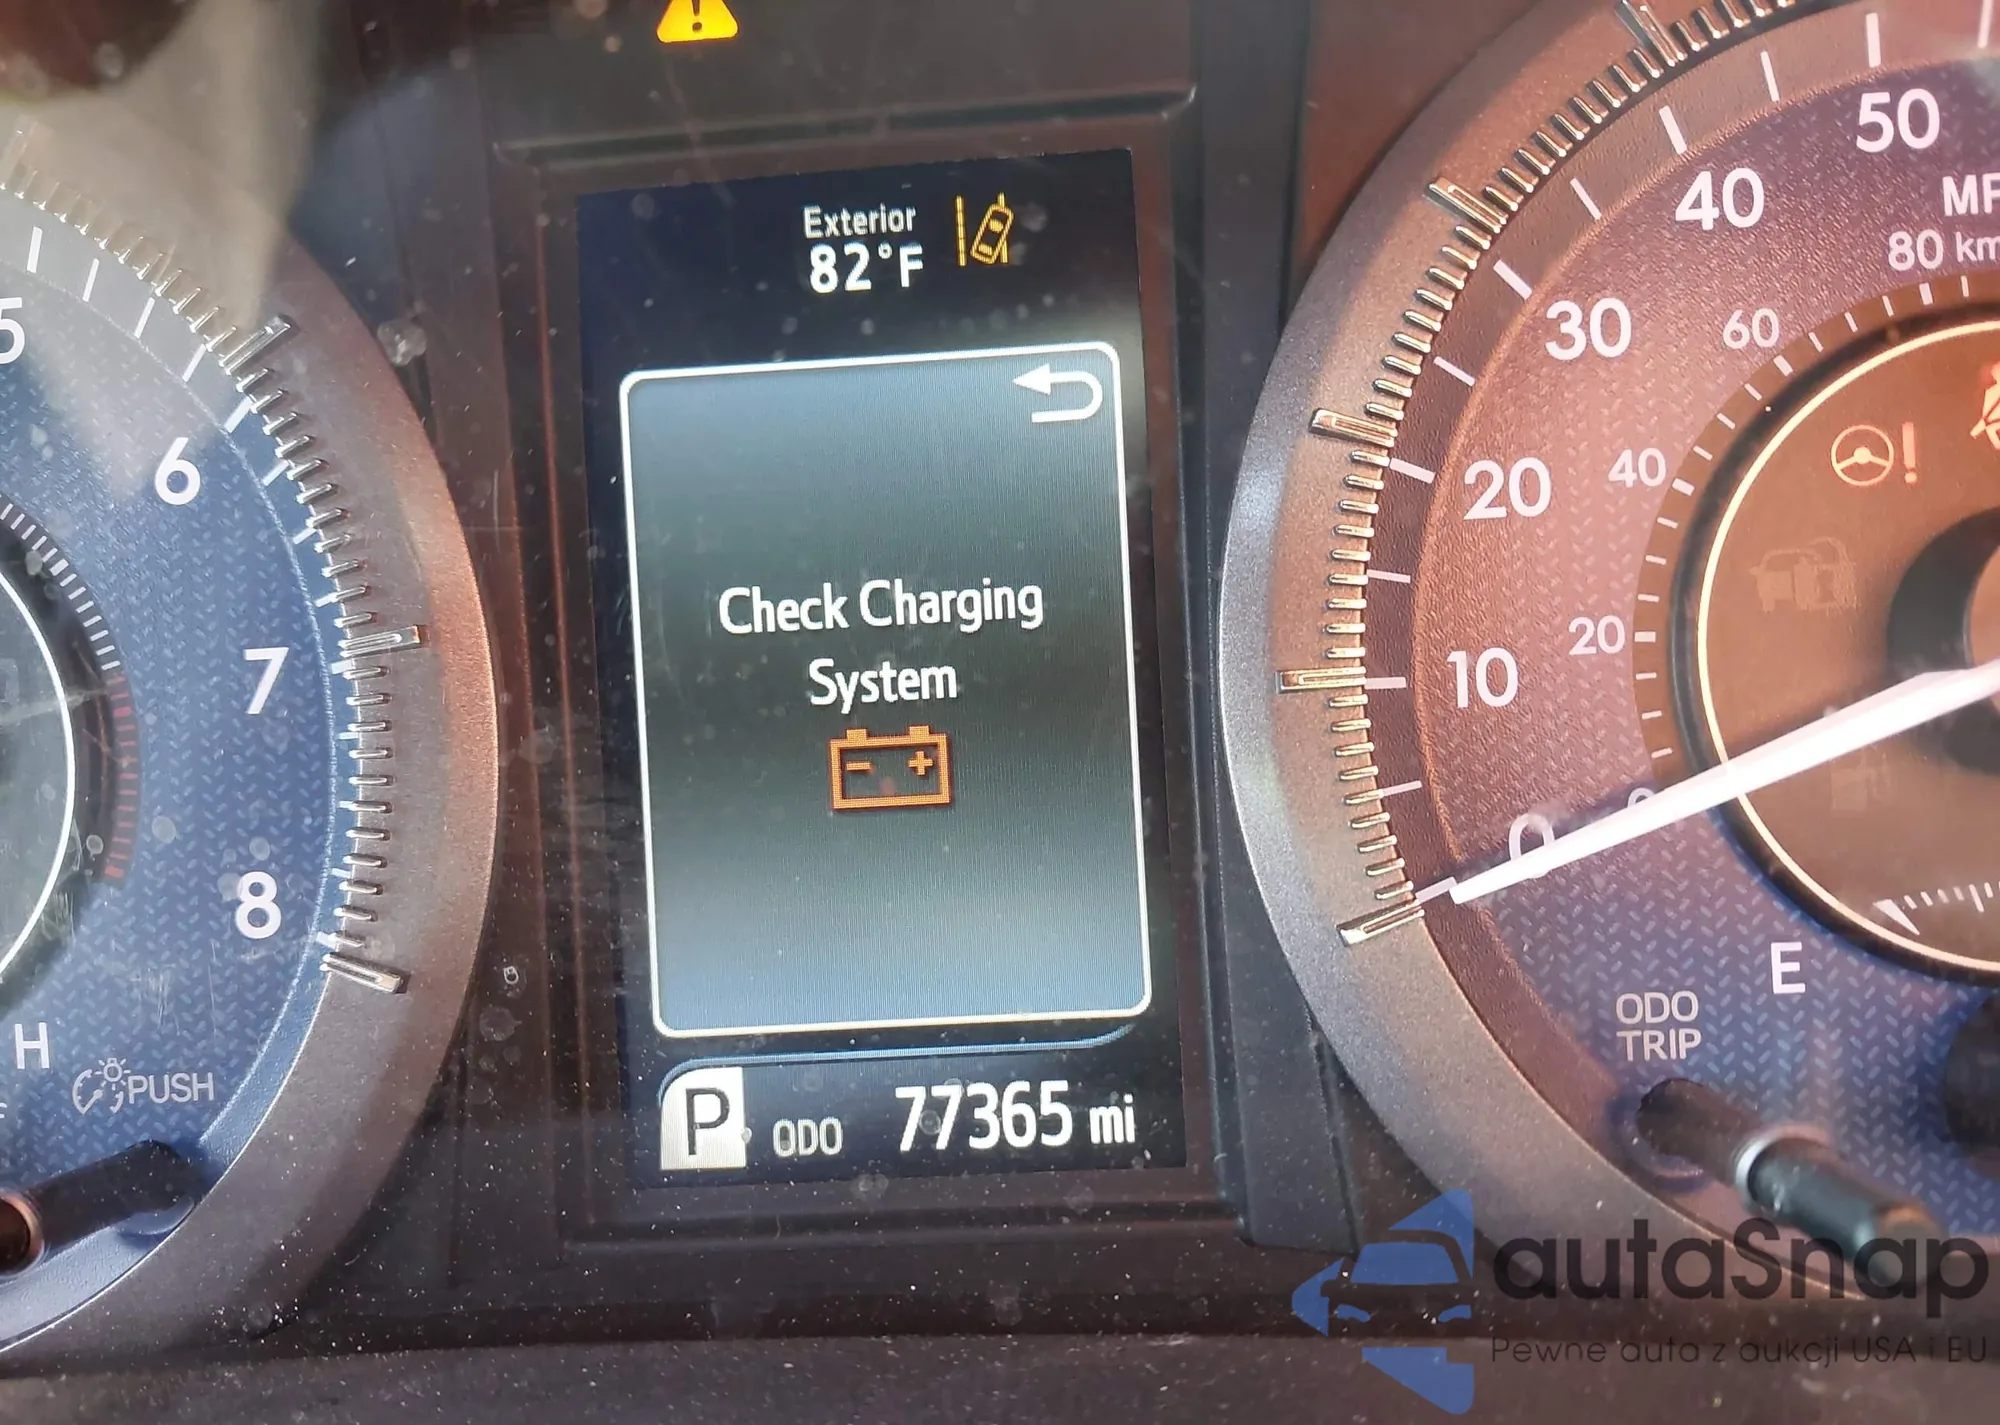 Exterior
82°F
Check Charging
System
- +
P ODO 77365 mi
5
6
7
8
H
PUSH
50
40
30
20
10
0
80 km
60
40
20
0
E
ODO
TRIP
autaSnap
Pewne auta z aukcji USA i EU